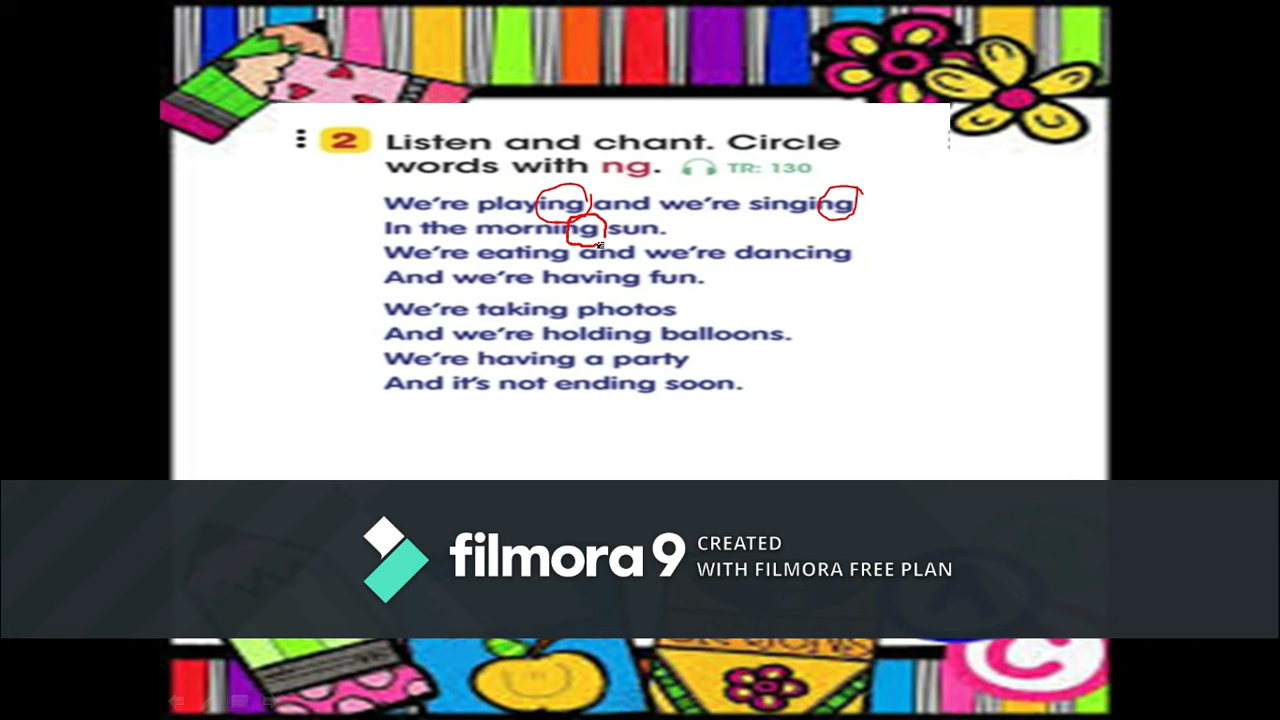 2 Listen and chant. Circle
words with ng. TR: 130
We're playing and we're singing
In the morning sun.
We're eating and we're dancing
And we're having fun.
We're taking photos
And we're holding balloons.
We're having a party
And it's not ending soon.
filmora9 CREATED
WITH FILMORA FREE PLAN